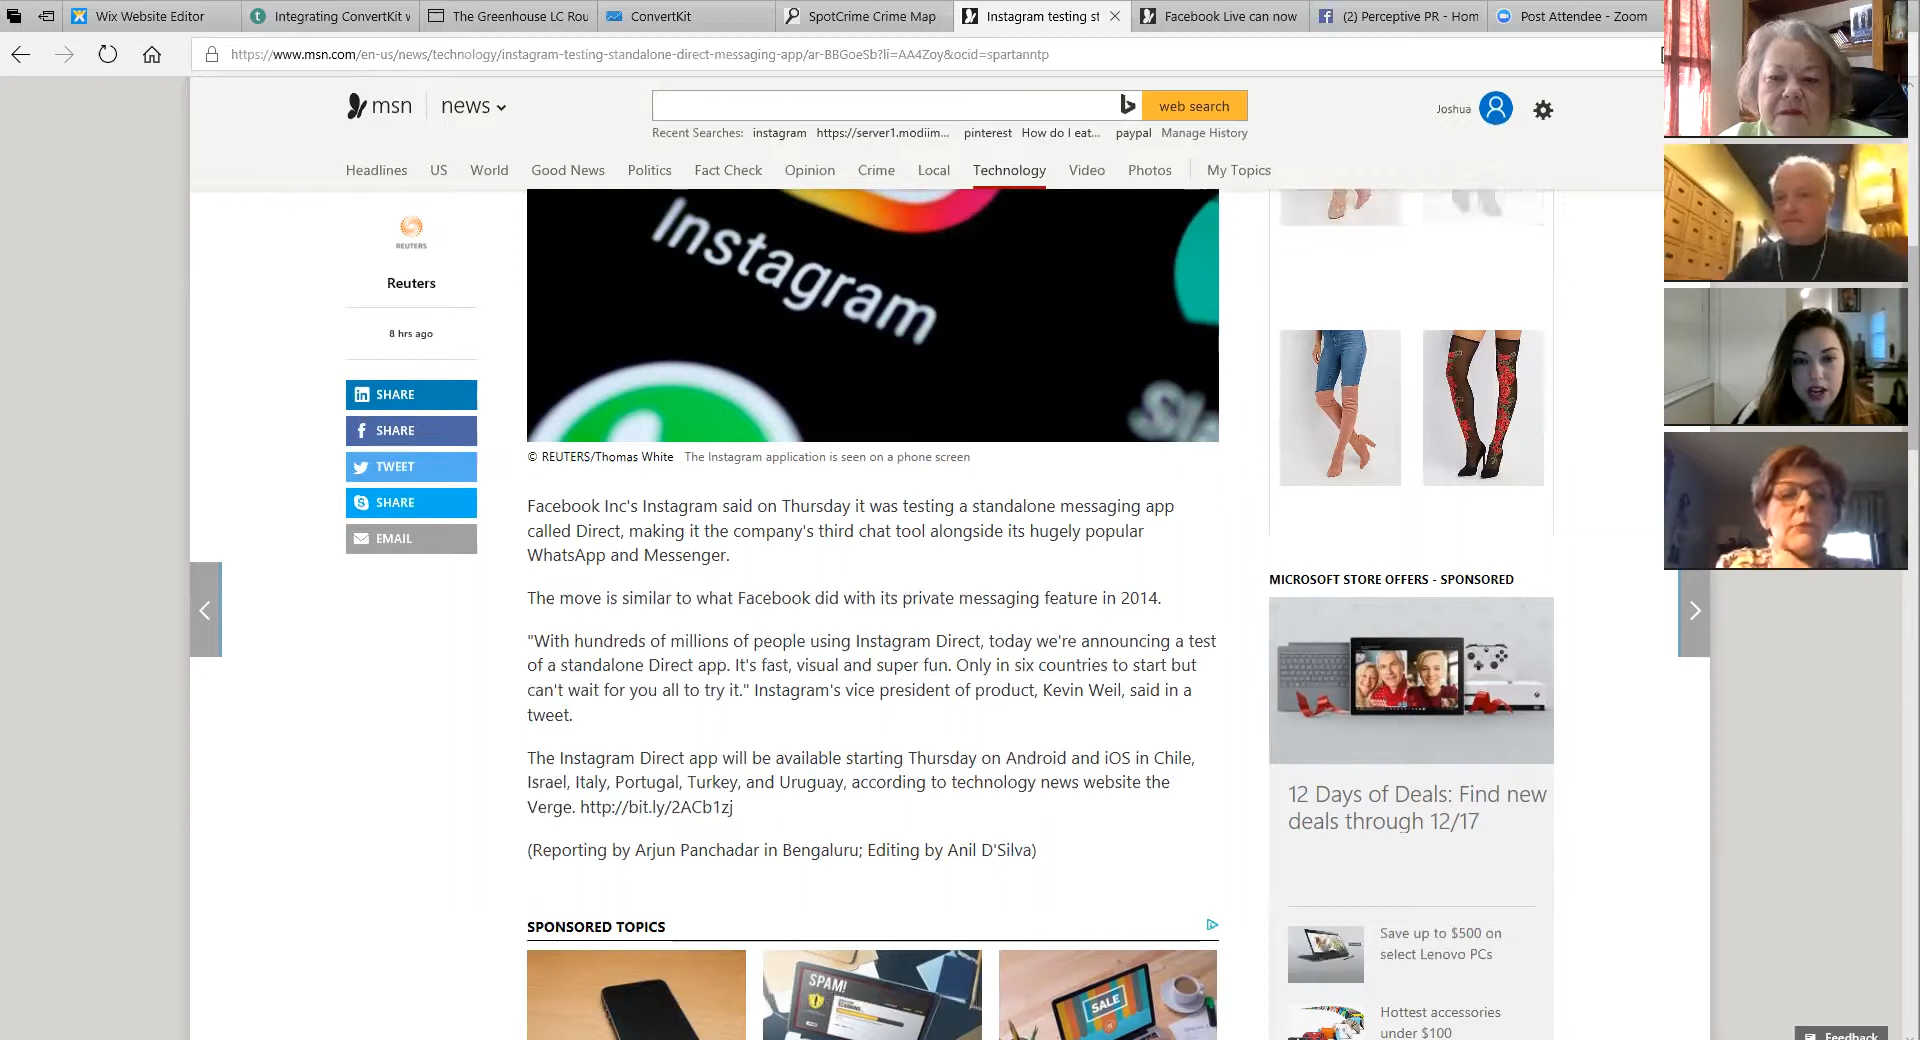 Wix Website Editor
Integrating ConvertKit
The Greenhouse LC Rou
ConvertKit
SpotCrime Crime Map
Instagram testing st
Facebook Live can now
(2) Perceptive PR - Hom
Post Attendee - Zoom
https://www.msn.com/en-us/news/technology/instagram-testing-standalone-direct-messaging-app/ar-BBGoeSb?li=AA4Zoy&ocid=spartanntp
msn
news
web search
Joshua
Recent Searches: instagram https://server1.modiim... pinterest How do I eat... paypal Manage History
Headlines US World Good News Politics Fact Check Opinion Crime Local Technology Video Photos My Topics
REUTERS
Reuters
8 hrs ago
SHARE
SHARE
TWEET
SHARE
EMAIL
Instagram
© REUTERS/Thomas White The Instagram application is seen on a phone screen
Facebook Inc's Instagram said on Thursday it was testing a standalone messaging app
called Direct, making it the company's third chat tool alongside its hugely popular
WhatsApp and Messenger.
The move is similar to what Facebook did with its private messaging feature in 2014.
"With hundreds of millions of people using Instagram Direct, today we're announcing a test
of a standalone Direct app. It's fast, visual and super fun. Only in six countries to start but
can't wait for you all to try it." Instagram's vice president of product, Kevin Weil, said in a
tweet.
The Instagram Direct app will be available starting Thursday on Android and iOS in Chile,
Israel, Italy, Portugal, Turkey, and Uruguay, according to technology news website the
Verge. http://bit.ly/2ACb1zj
(Reporting by Arjun Panchadar in Bengaluru; Editing by Anil D'Silva)
SPONSORED TOPICS
SPAM!
SALE
MICROSOFT STORE OFFERS - SPONSORED
12 Days of Deals: Find new
deals through 12/17
Save up to $500 on
select Lenovo PCs
Hottest accessories
under $100
Feedback